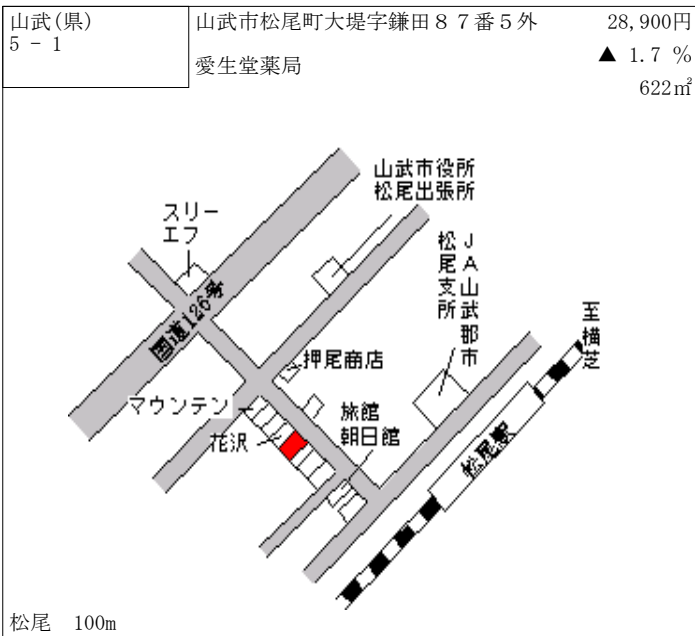 山武(県)
5 - 1
山武市松尾町大堤字鎌田８７番５外
愛生堂薬局
28,900円
▲ 1.7 %
622㎡
山武市役所
松尾出張所
スリー
エフ
国道126号
ＪＡ山武郡市
松尾支所
至横芝
押尾商店
マウンテン
花沢
旅館
朝日館
松尾駅
松尾 100m